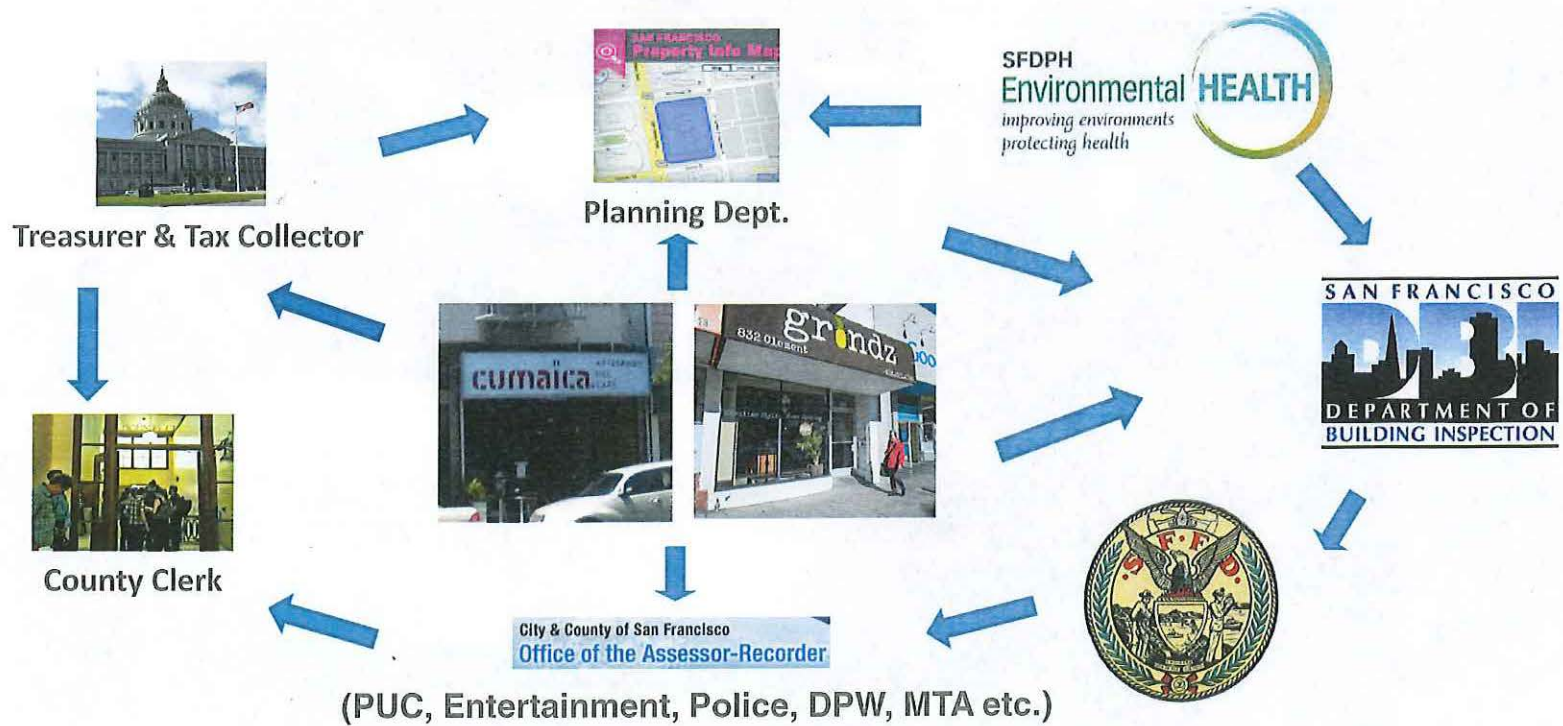 SAN FRANCISCO
Property Info Map
SFDPH
Environmental HEALTH
improving environments
protecting health
Treasurer & Tax Collector
Planning Dept.
cumaica
grindz
832 Clement
Goo
SAN FRANCISCO
DBI
DEPARTMENT OF
BUILDING INSPECTION
County Clerk
S.F.F.D.
City & County of San Francisco
Office of the Assessor-Recorder
(PUC, Entertainment, Police, DPW, MTA etc.)